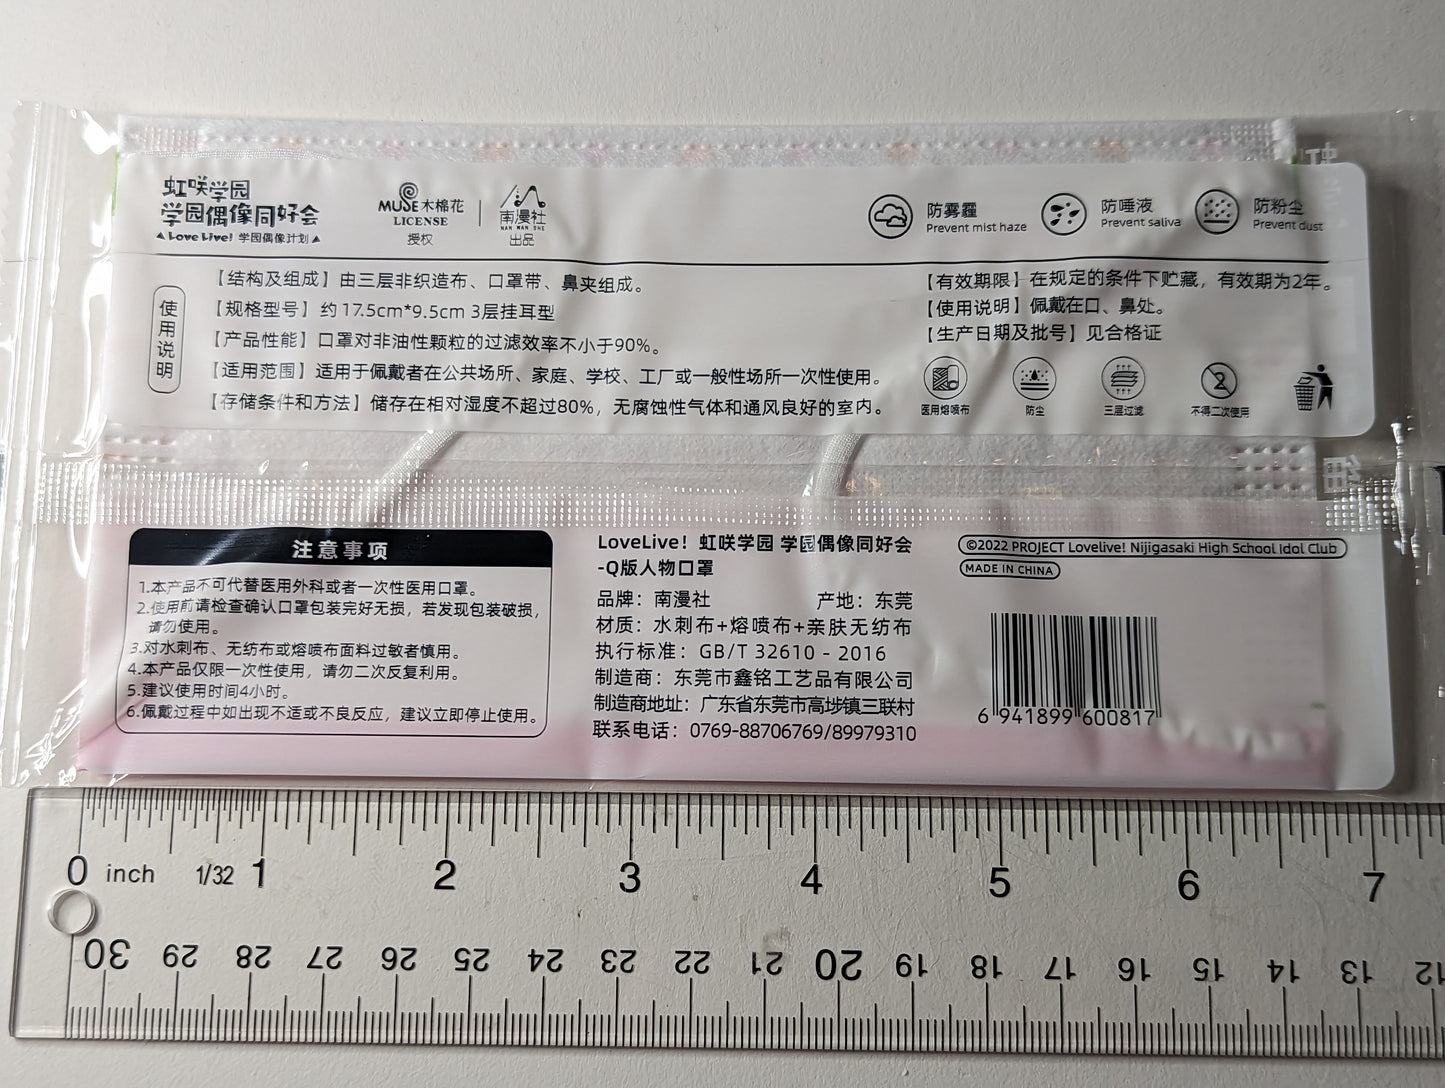 虹咲学园
学园偶像同好会
LoveLive! 学园偶像计划
MUSE木棉花
LICENSE
授权
南漫社
NAN MAN SHE
出品
防雾霾
Prevent mist haze
防唾液
Prevent saliva
防粉尘
Prevent dust
使用说明
【结构及组成】由三层非织造布、口罩带、鼻夹组成。
【规格型号】约17.5cm*9.5cm 3层挂耳型
【产品性能】口罩对非油性颗粒的过滤效率不小于90%。
【适用范围】适用于佩戴者在公共场所、家庭、学校、工厂或一般性场所一次性使用。
【存储条件和方法】储存在相对湿度不超过80%，无腐蚀性气体和通风良好的室内。
【有效期限】在规定的条件下贮藏，有效期为2年。
【使用说明】佩戴在口、鼻处。
【生产日期及批号】见合格证
医用熔喷布
防尘
三层过滤
不得二次使用
注意事项
1.本产品不可代替医用外科或者一次性医用口罩。
2.使用前请检查确认口罩包装完好无损，若发现包装破损，
请勿使用。
3.对水刺布、无纺布或熔喷布面料过敏者慎用。
4.本产品仅限一次性使用，请勿二次反复利用。
5.建议使用时间4小时。
6.佩戴过程中如出现不适或不良反应，建议立即停止使用。
LoveLive! 虹咲学园 学园偶像同好会
-Q版人物口罩
品牌：南漫社 产地：东莞
材质：水刺布+熔喷布+亲肤无纺布
执行标准：GB/T 32610 - 2016
制造商：东莞市鑫铭工艺品有限公司
制造商地址：广东省东莞市高埗镇三联村
联系电话：0769-88706769/89979310
©2022 PROJECT Lovelive! Nijigasaki High School Idol Club
MADE IN CHINA
6 941899 600817
0 inch 1/32 1 2 3 4 5 6 7
30 29 28 27 26 25 24 23 22 21 20 19 18 17 16 15 14 13 12